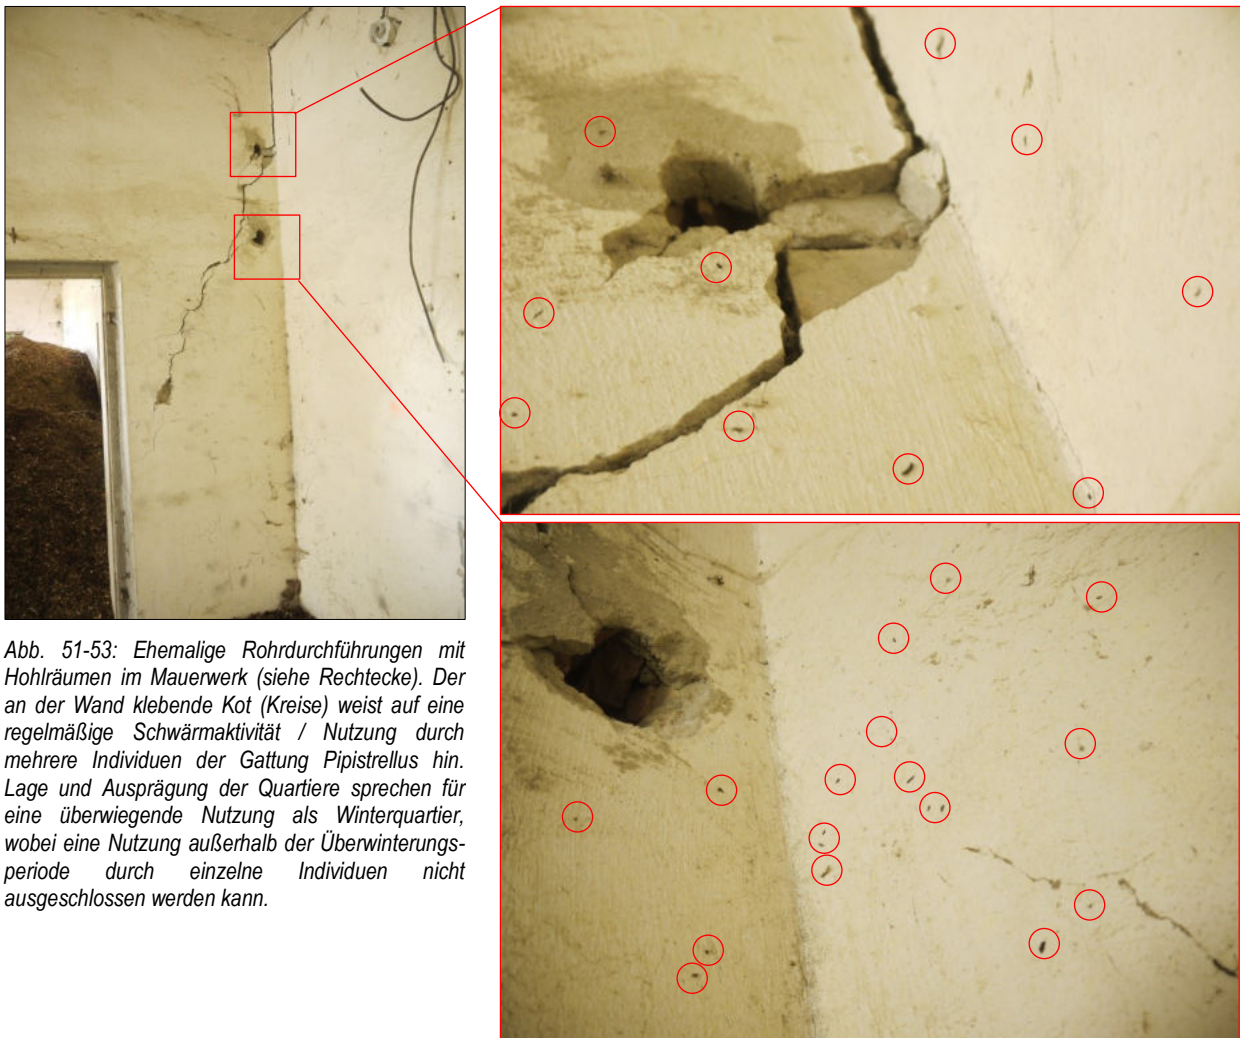 Abb. 51-53: Ehemalige Rohrdurchführungen mit
Hohlräumen im Mauerwerk (siehe Rechtecke). Der
an der Wand klebende Kot (Kreise) weist auf eine
regelmäßige Schwärmaktivität / Nutzung durch
mehrere Individuen der Gattung Pipistrellus hin.
Lage und Ausprägung der Quartiere sprechen für
eine überwiegende Nutzung als Winterquartier,
wobei eine Nutzung außerhalb der Überwinterungs-
periode durch einzelne Individuen nicht
ausgeschlossen werden kann.